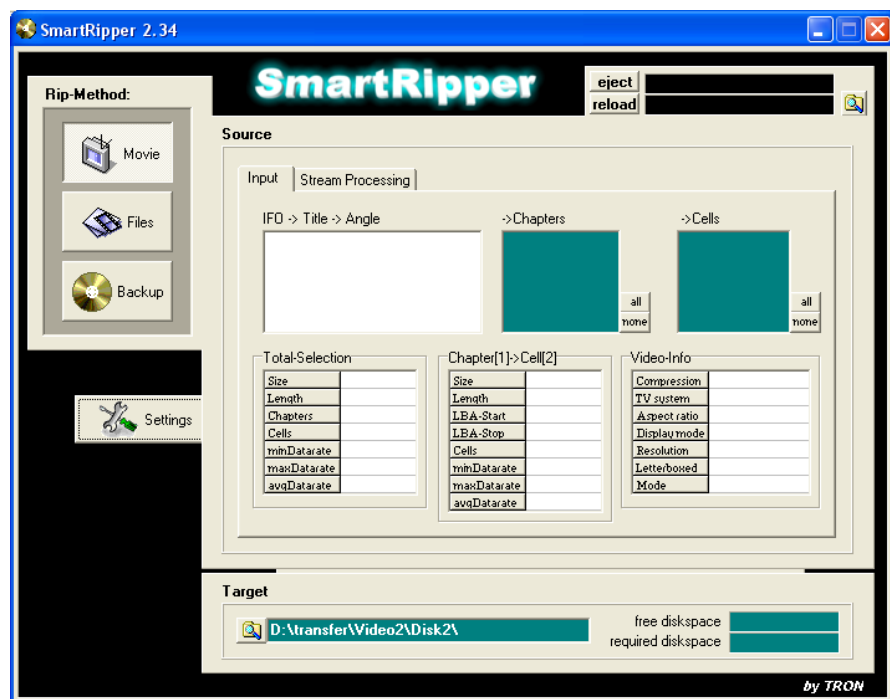 SmartRipper 2.34
SmartRipper
eject
reload
Rip-Method:
Movie
Files
Backup
Settings
Source
Input
Stream Processing
IFO -> Title -> Angle
->Chapters
->Cells
all
none
all
none
Total-Selection
Size
Length
Chapters
Cells
minDatarate
maxDatarate
avgDatarate
Chapter[1]->Cell[2]
Size
Length
LBA-Start
LBA-Stop
Cells
minDatarate
maxDatarate
avgDatarate
Video-Info
Compression
TV system
Aspect ratio
Display mode
Resolution
Letterboxed
Mode
Target
D:\transfer\Video2\Disk2\
free diskspace
required diskspace
by TRON